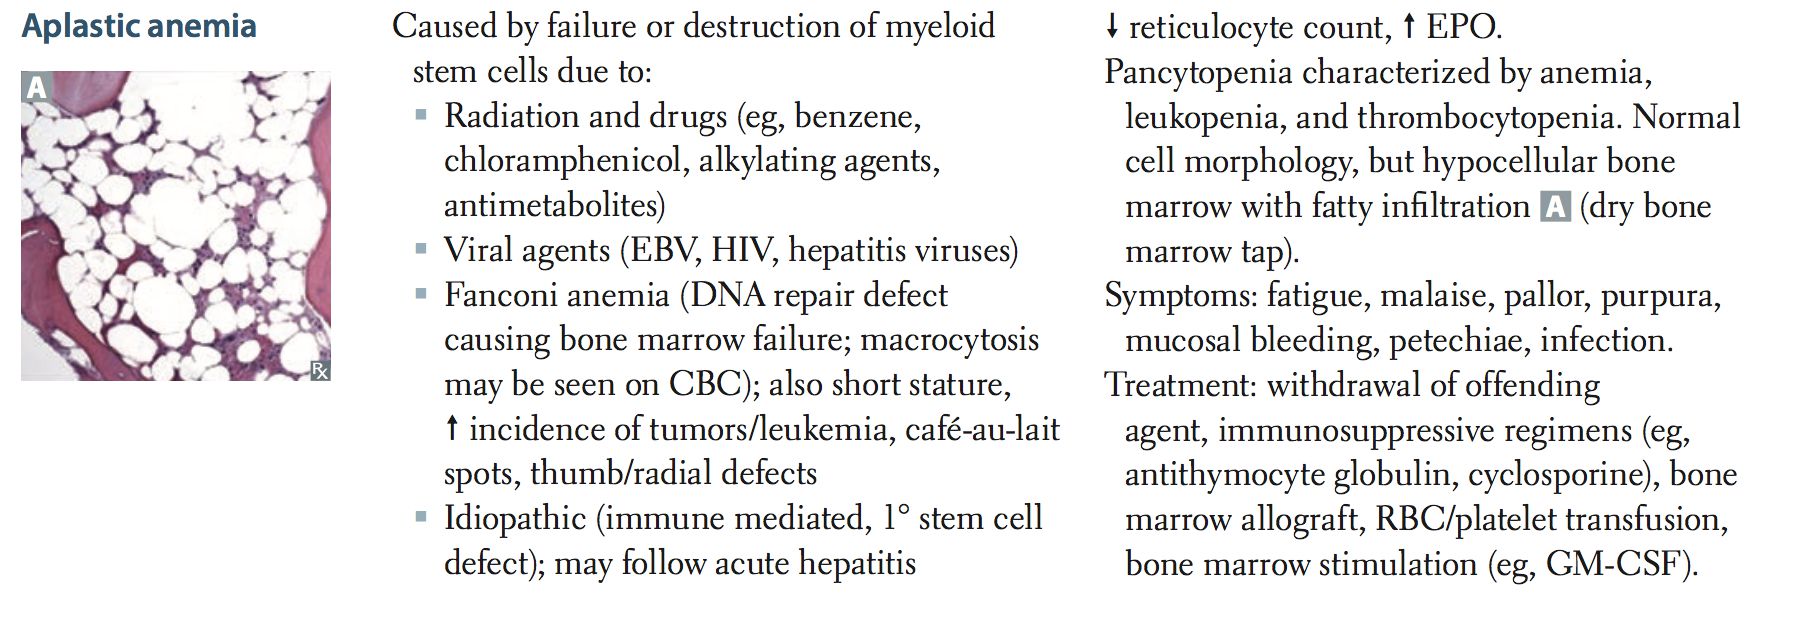 Aplastic anemia
A
Rx
Caused by failure or destruction of myeloid
stem cells due to:
▪ Radiation and drugs (eg, benzene,
chloramphenicol, alkylating agents,
antimetabolites)
▪ Viral agents (EBV, HIV, hepatitis viruses)
▪ Fanconi anemia (DNA repair defect
causing bone marrow failure; macrocytosis
may be seen on CBC); also short stature,
↑ incidence of tumors/leukemia, café-au-lait
spots, thumb/radial defects
▪ Idiopathic (immune mediated, 1° stem cell
defect); may follow acute hepatitis
↓ reticulocyte count, ↑ EPO.
Pancytopenia characterized by anemia,
leukopenia, and thrombocytopenia. Normal
cell morphology, but hypocellular bone
marrow with fatty infiltration A (dry bone
marrow tap).
Symptoms: fatigue, malaise, pallor, purpura,
mucosal bleeding, petechiae, infection.
Treatment: withdrawal of offending
agent, immunosuppressive regimens (eg,
antithymocyte globulin, cyclosporine), bone
marrow allograft, RBC/platelet transfusion,
bone marrow stimulation (eg, GM-CSF).